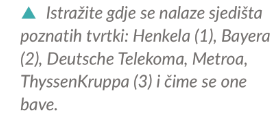 ▲ Istražite gdje se nalaze sjedišta
poznatih tvrtki: Henkela (1), Bayera
(2), Deutsche Telekoma, Metroa,
ThyssenKruppa (3) i čime se one
bave.